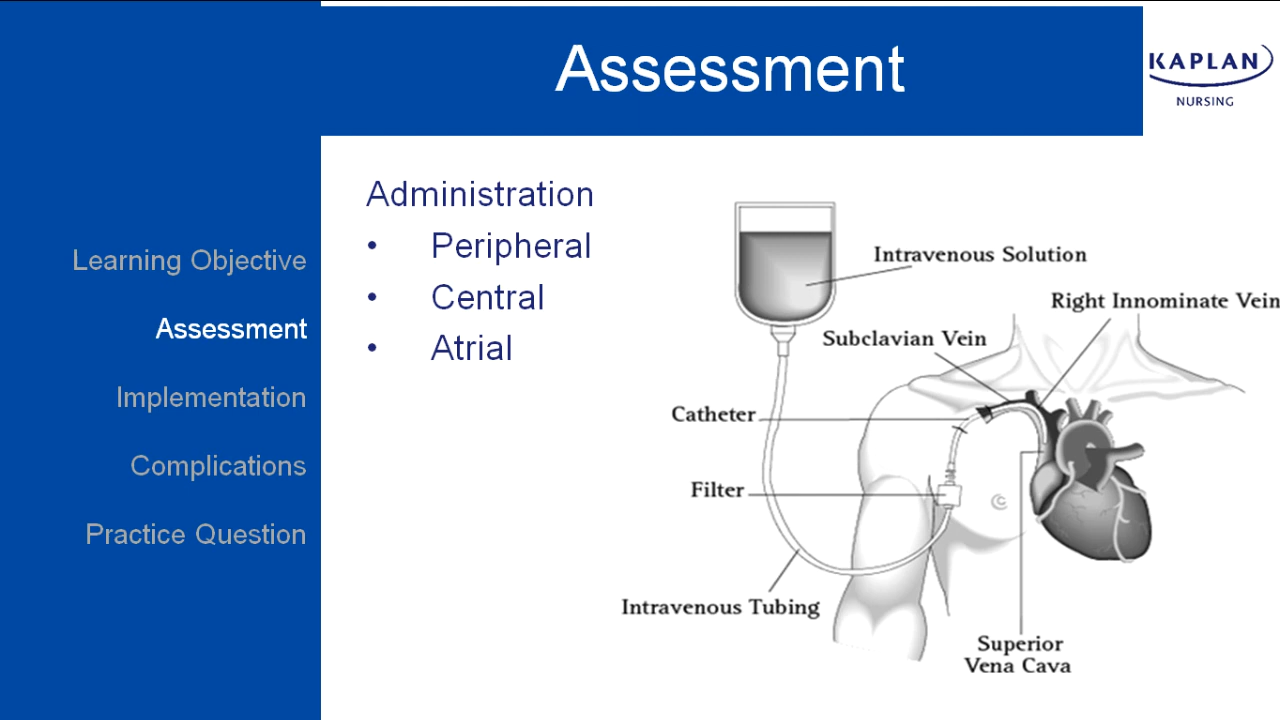 Assessment
KAPLAN
NURSING
Learning Objective
Assessment
Implementation
Complications
Practice Question
Administration
• Peripheral
• Central
• Atrial
Intravenous Solution
Right Innominate Vein
Subclavian Vein
Catheter
Filter
Intravenous Tubing
Superior
Vena Cava